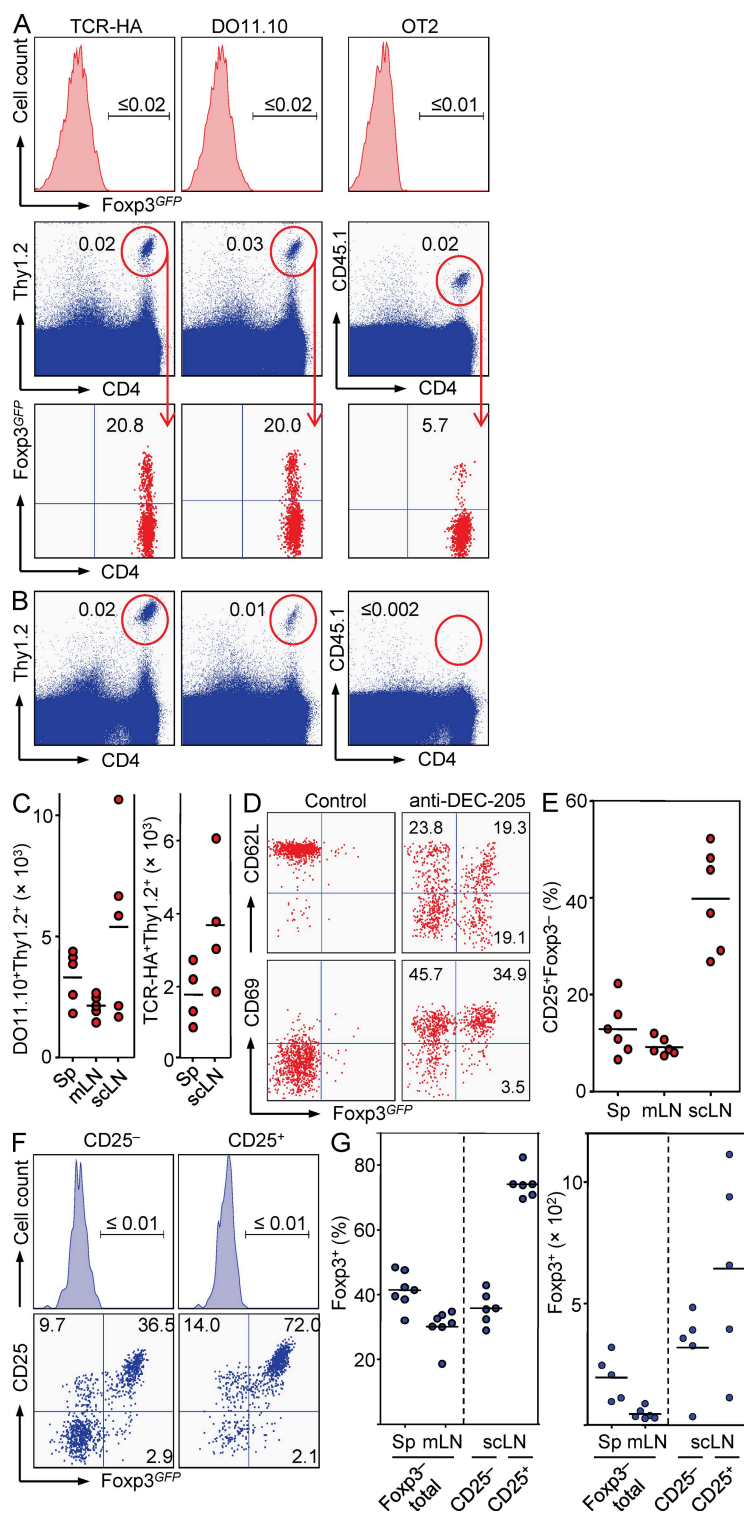 A
TCR-HA DO11.10 OT2
Cell count
≤0.02 ≤0.02 ≤0.01
Foxp3GFP
Thy1.2
0.02 0.03
CD45.1
0.02
CD4 CD4
Foxp3GFP
20.8 20.0 5.7
CD4
B
Thy1.2
0.02 0.01
CD45.1
≤0.002
CD4 CD4
C
DO11.10+Thy1.2+ (× 10³)
10
5
0
Sp mLN scLN
TCR-HA+Thy1.2+ (× 10³)
6
4
2
0
Sp scLN
D
Control anti-DEC-205
CD62L
23.8 19.3
19.1
CD69
45.7 34.9
3.5
Foxp3GFP
E
CD25+Foxp3– (%)
60
40
20
0
Sp mLN scLN
F
CD25– CD25+
Cell count
≤ 0.01 ≤ 0.01
CD25
9.7 36.5 14.0 72.0
2.9 2.1
Foxp3GFP
G
Foxp3+ (%)
80
60
40
20
Sp mLN scLN
Foxp3– total CD25– CD25+
Foxp3+ (× 10²)
10
5
Sp mLN scLN
Foxp3– total CD25– CD25+